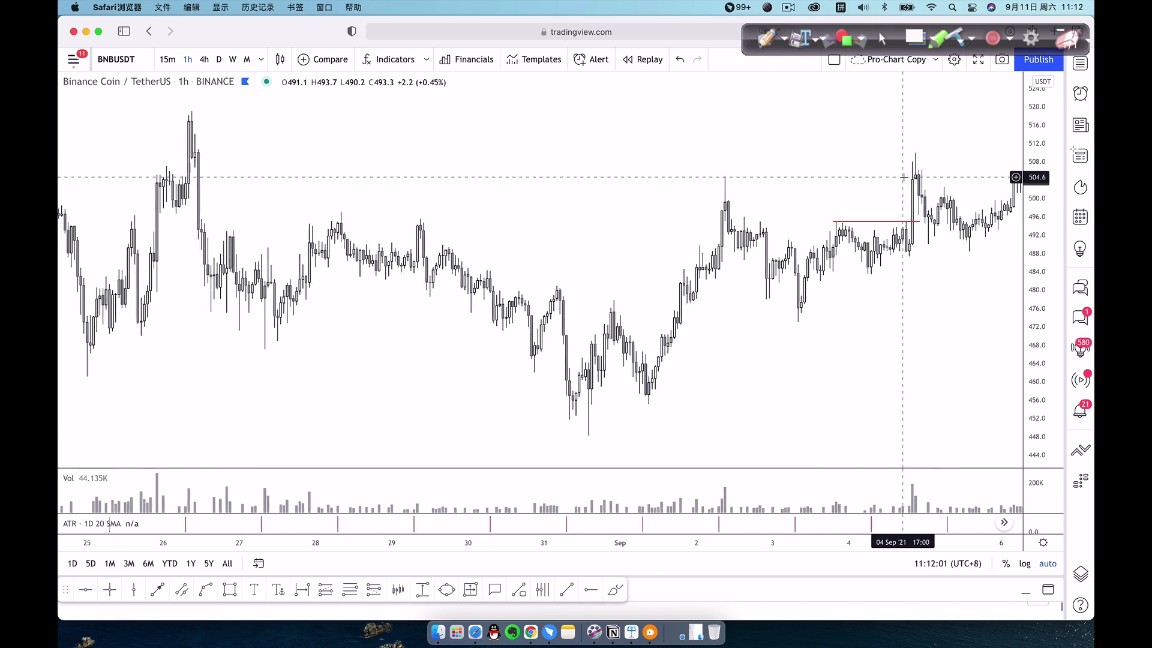 Safari浏览器 文件 编辑 显示 历史记录 书签 窗口 帮助 99+ 9月11日 周六 11:12
tradingview.com
11 BNBUSDT 15m 1h 4h D W M Compare Indicators Financials Templates Alert Replay Pro-Chart Copy Publish
Binance Coin / TetherUS · 1h · BINANCE O491.1 H493.7 L490.2 C493.3 +2.2 (+0.45%)
USDT
524.0
520.0
516.0
512.0
508.0
504.6
500.0
496.0
492.0
488.0
484.0
480.0
476.0
472.0
468.0
464.0
460.0
456.0
452.0
448.0
444.0
1
580
21
Vol 44.135K
200K
ATR · 1D 20 SMA n/a
0.0
25 26 27 28 29 30 31 Sep 2 3 4 04 Sep '21 17:00 6
1D 5D 1M 3M 6M YTD 1Y 5Y All 11:12:01 (UTC+8) % log auto